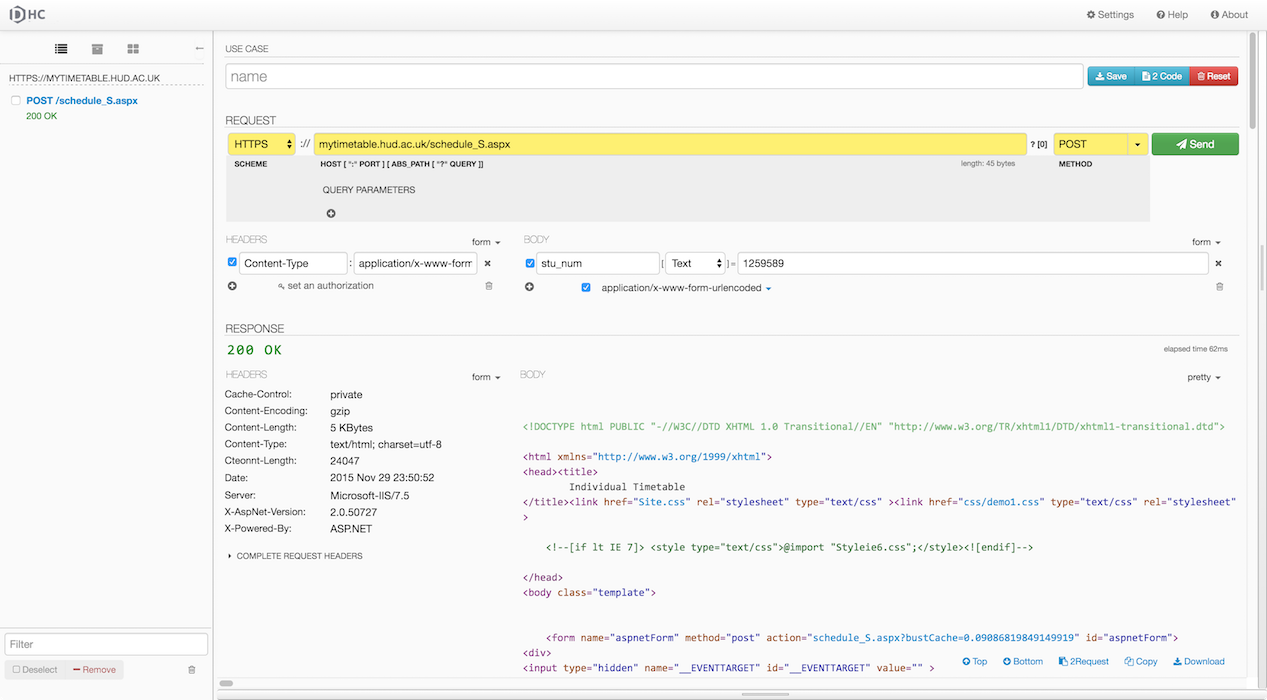 DHC
Settings Help About
HTTPS://MYTIMETABLE.HUD.AC.UK
POST /schedule_S.aspx
200 OK
Filter
Deselect Remove
USE CASE
name
Save 2 Code Reset
REQUEST
HTTPS :// mytimetable.hud.ac.uk/schedule_S.aspx ? [0] POST Send
SCHEME HOST [ ":" PORT ] [ ABS_PATH [ "?" QUERY ]] length: 45 bytes METHOD
QUERY PARAMETERS
HEADERS form
Content-Type : application/x-www-form
set an authorization
BODY form
stu_num [ Text ] = 1259589
application/x-www-form-urlencoded
RESPONSE
200 OK elapsed time 62ms
HEADERS form
Cache-Control: private
Content-Encoding: gzip
Content-Length: 5 KBytes
Content-Type: text/html; charset=utf-8
Cteonnt-Length: 24047
Date: 2015 Nov 29 23:50:52
Server: Microsoft-IIS/7.5
X-AspNet-Version: 2.0.50727
X-Powered-By: ASP.NET
COMPLETE REQUEST HEADERS
BODY pretty
<!DOCTYPE html PUBLIC "-//W3C//DTD XHTML 1.0 Transitional//EN" "http://www.w3.org/TR/xhtml1/DTD/xhtml1-transitional.dtd">
<html xmlns="http://www.w3.org/1999/xhtml">
<head><title>
Individual Timetable
</title><link href="Site.css" rel="stylesheet" type="text/css" ><link href="css/demo1.css" type="text/css" rel="stylesheet"
>
<!--[if lt IE 7]> <style type="text/css">@import "Styleie6.css";</style><![endif]-->
</head>
<body class="template">
<form name="aspnetForm" method="post" action="schedule_S.aspx?bustCache=0.09086819849149919" id="aspnetForm">
<div>
<input type="hidden" name="__EVENTTARGET" id="__EVENTTARGET" value="" >
Top Bottom 2Request Copy Download